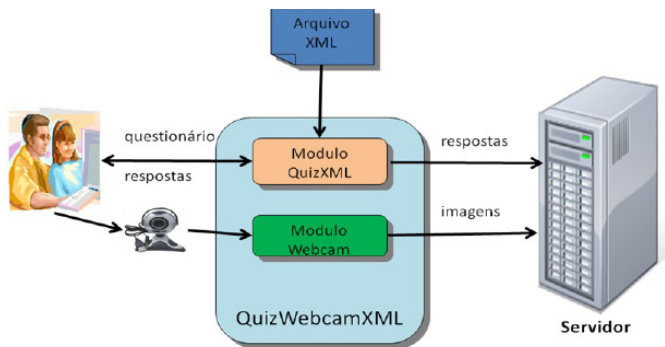 Arquivo
XML
questionário
respostas
Modulo
QuizXML
respostas
Modulo
Webcam
imagens
QuizWebcamXML
Servidor